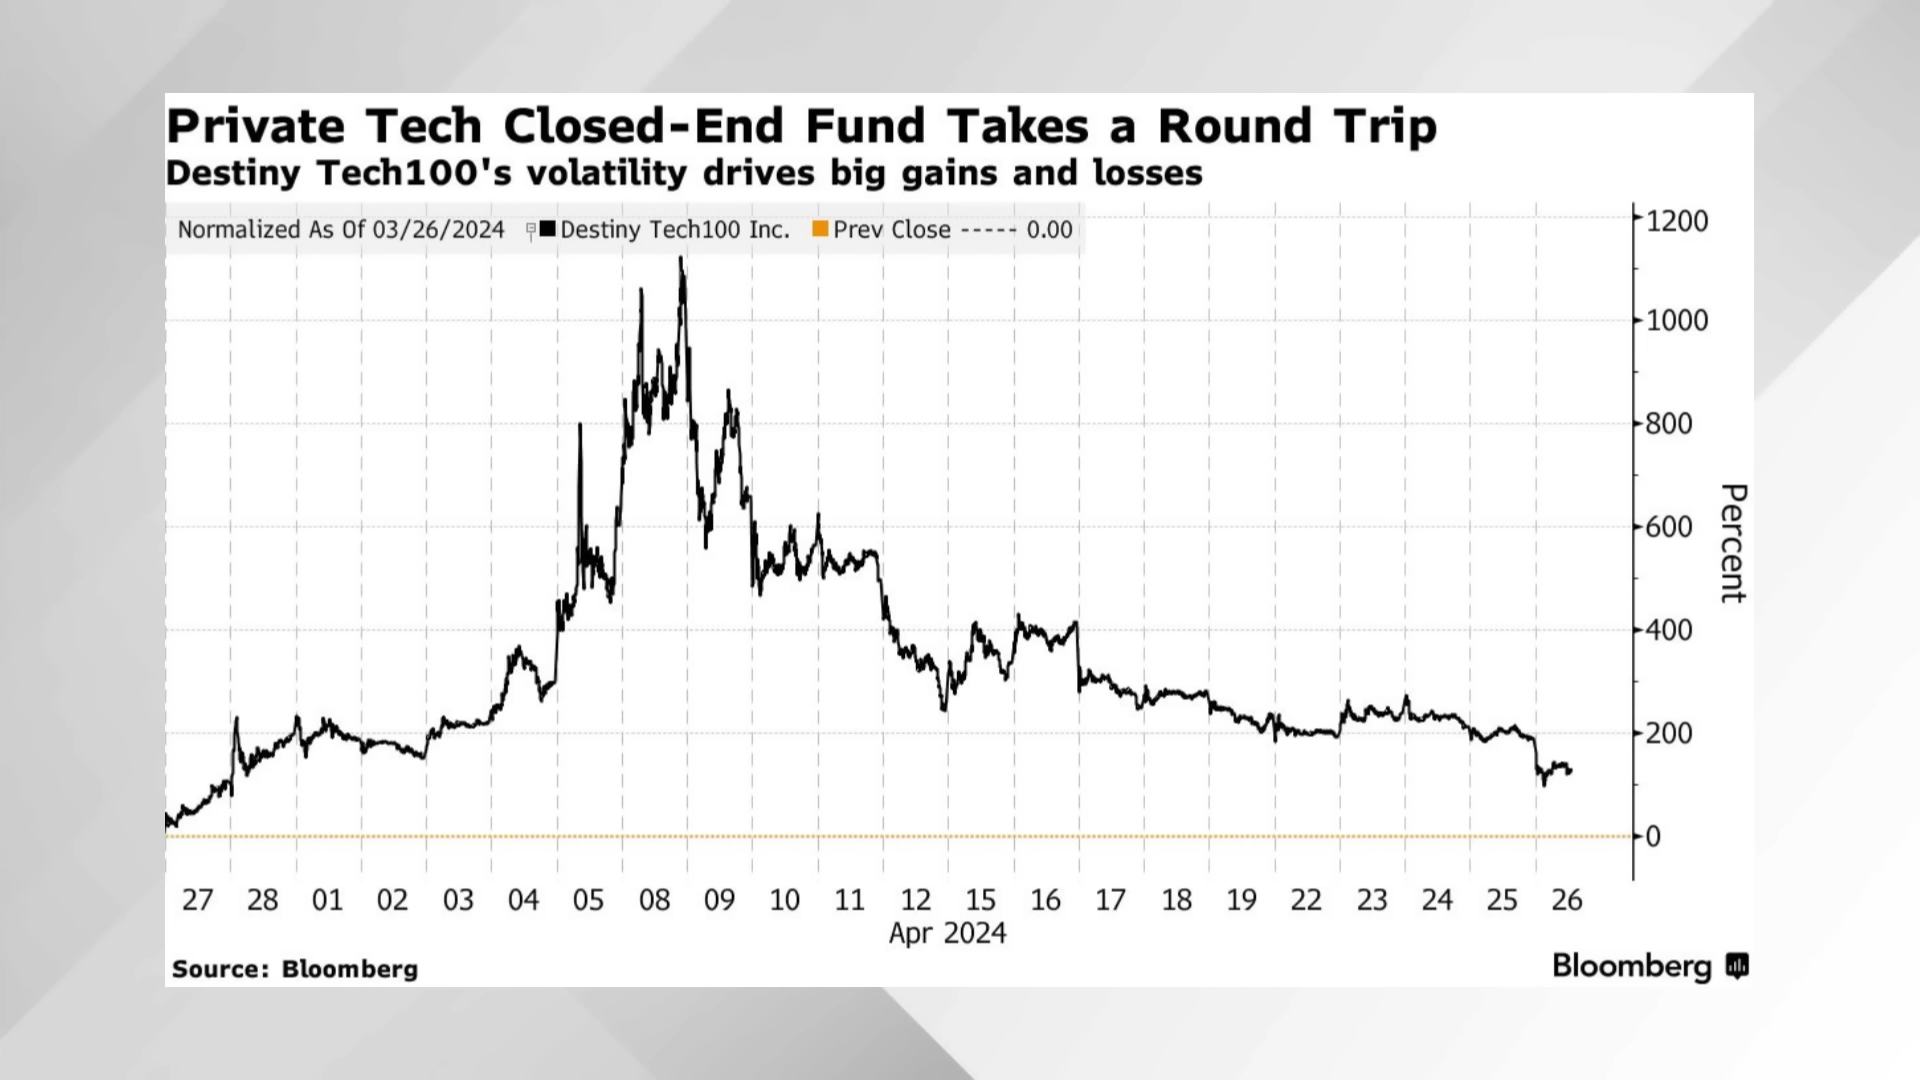 Private Tech Closed-End Fund Takes a Round Trip
Destiny Tech100's volatility drives big gains and losses
Normalized As Of 03/26/2024 Destiny Tech100 Inc. Prev Close ----- 0.00
1200
1000
800
600
400
200
0
Percent
27 28 01 02 03 04 05 08 09 10 11 12 15 16 17 18 19 22 23 24 25 26
Apr 2024
Source: Bloomberg
Bloomberg